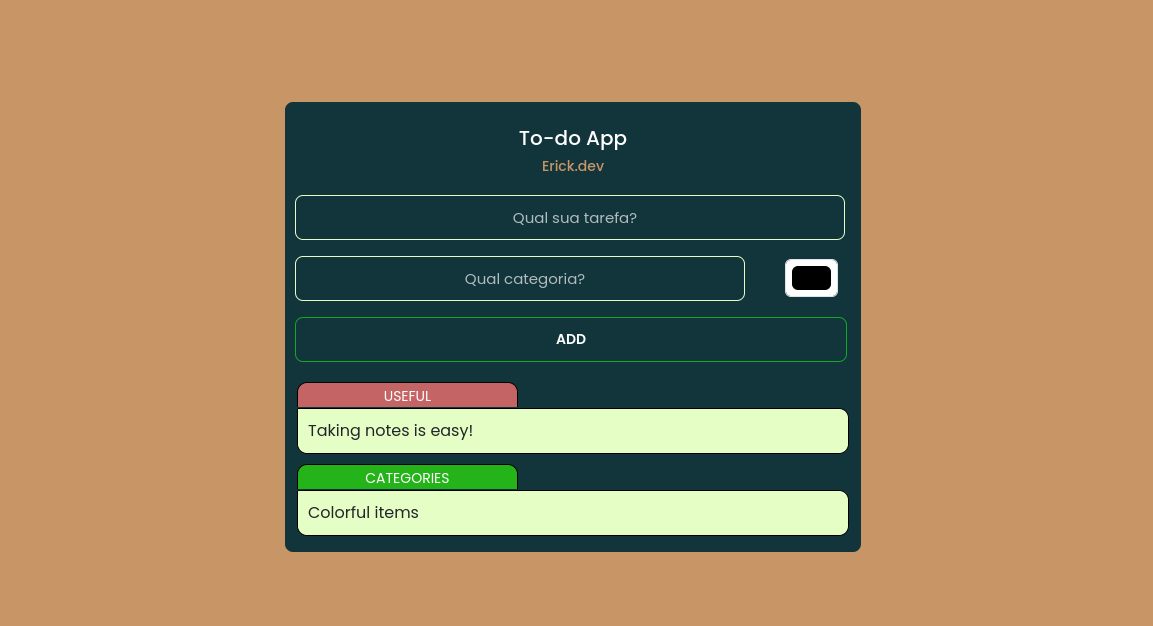 To-do App
Erick.dev
Qual sua tarefa?
Qual categoria?
ADD
USEFUL
Taking notes is easy!
CATEGORIES
Colorful items